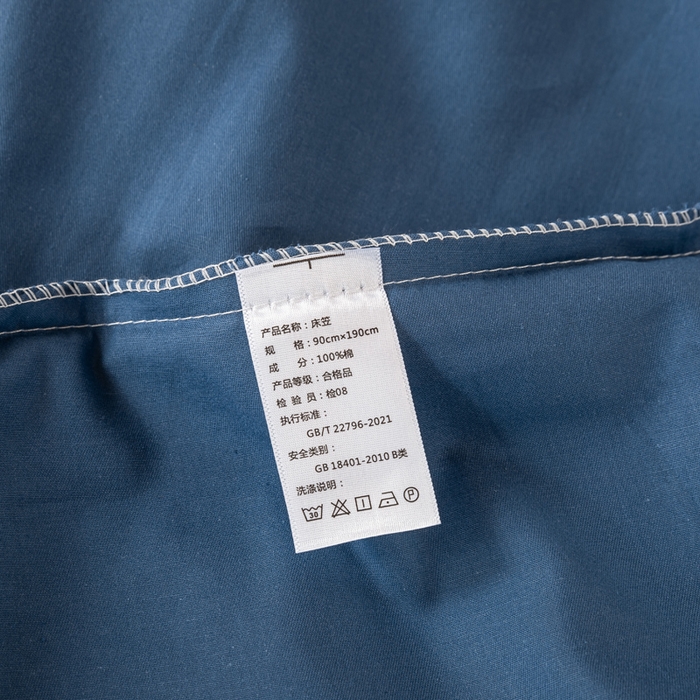 产品名称：床笠
规 格：90cm×190cm
成 分：100%棉
产品等级：合格品
检 验 员：检08
执行标准：
GB/T 22796-2021
安全类别：
GB 18401-2010 B类
洗涤说明：
30 P